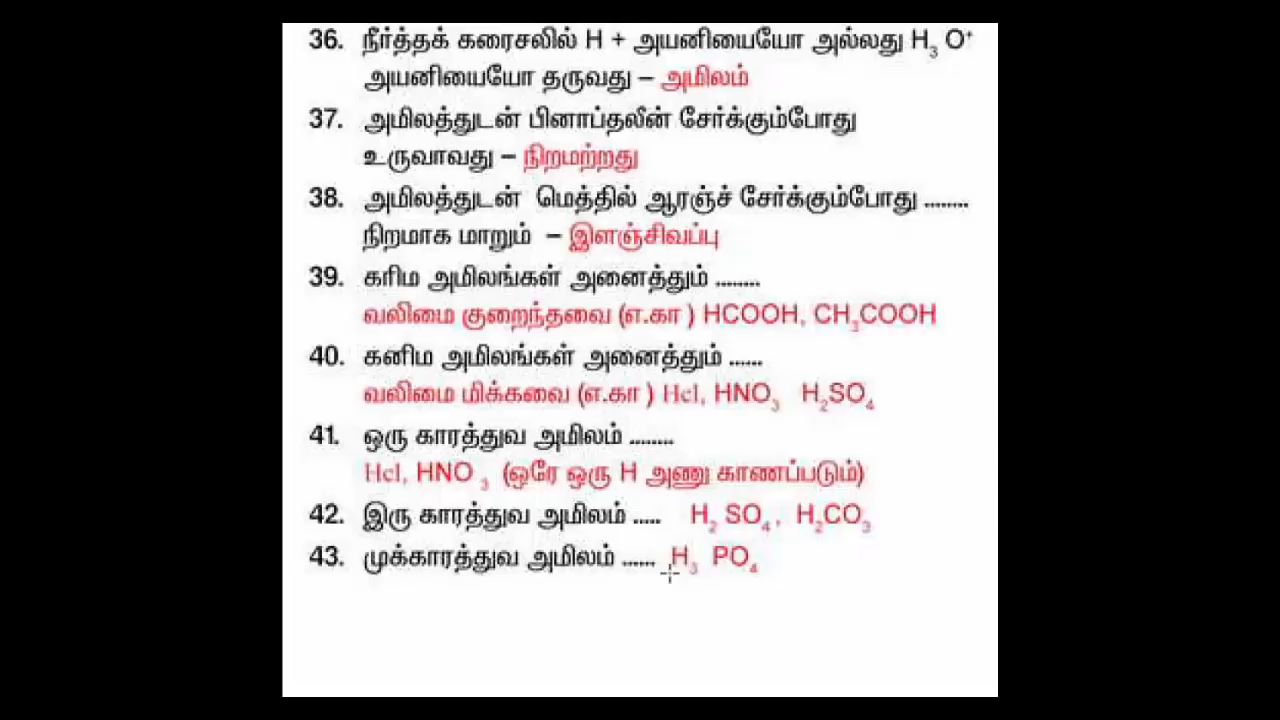 36. நீர்த்தக் கரைசலில் H + அயனியையோ அல்லது H₃ O⁺
அயனியையோ தருவது – அமிலம்
37. அமிலத்துடன் பினாப்தலீன் சேர்க்கும்போது
உருவாவது – நிறமற்றது
38. அமிலத்துடன் மெத்தில் ஆரஞ்ச் சேர்க்கும்போது ........
நிறமாக மாறும் – இளஞ்சிவப்பு
39. கரிம அமிலங்கள் அனைத்தும் ........
வலிமை குறைந்தவை (எ.கா ) HCOOH, CH₃COOH
40. கனிம அமிலங்கள் அனைத்தும் ......
வலிமை மிக்கவை (எ.கா ) Hcl, HNO₃ H₂SO₄
41. ஒரு காரத்துவ அமிலம் ........
Hcl, HNO ₃ (ஒரே ஒரு H அணு காணப்படும்)
42. இரு காரத்துவ அமிலம் ..... H₂ SO₄ , H₂CO₃
43. முக்காரத்துவ அமிலம் ...... H₃ PO₄